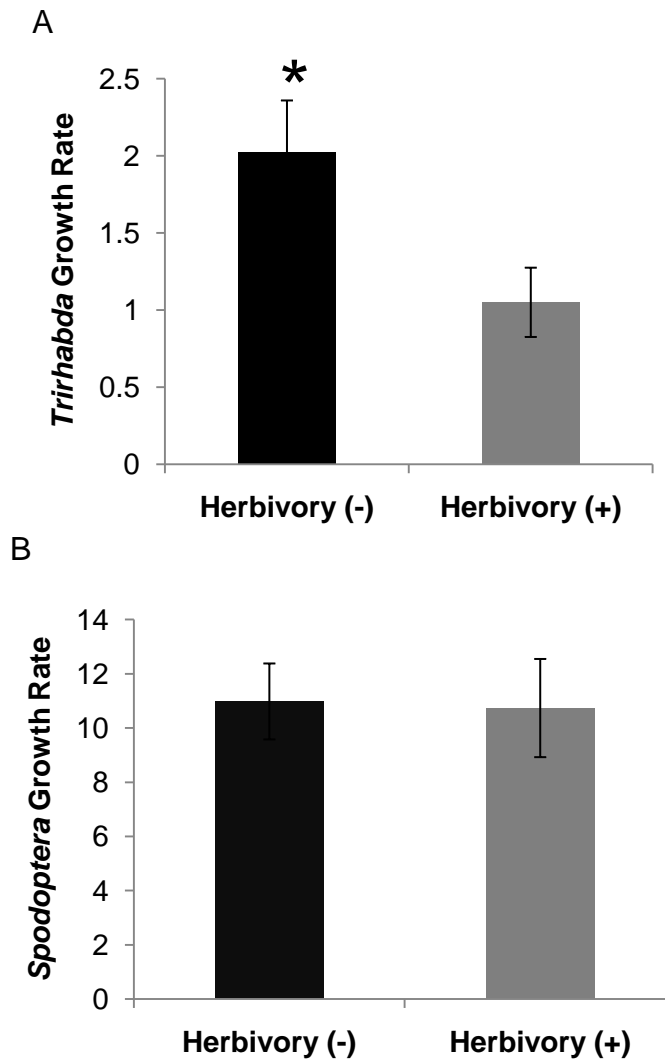 A
*
Trirhabda Growth Rate
2.5
2
1.5
1
0.5
0
Herbivory (-) Herbivory (+)
B
Spodoptera Growth Rate
14
12
10
8
6
4
2
0
Herbivory (-) Herbivory (+)